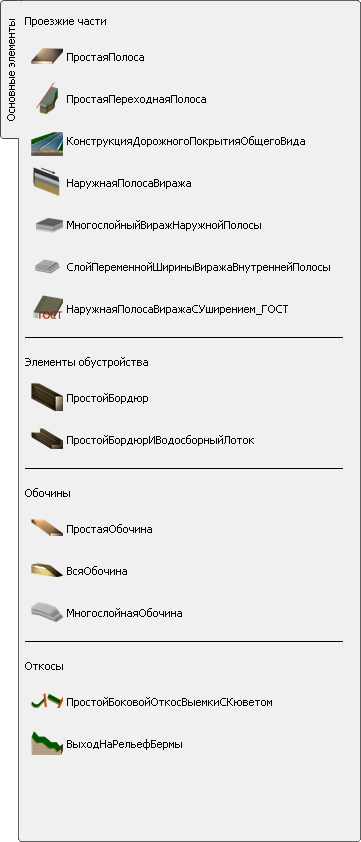 Основные элементы
Проезжие части
ПростаяПолоса
ПростаяПереходнаяПолоса
КонструкцияДорожногоПокрытияОбщегоВида
НаружнаяПолосаВиража
МногослойныйВиражНаружнойПолосы
СлойПеременнойШириныВиражаВнутреннейПолосы
ГОСТ
НаружнаяПолосаВиражаСУширением_ГОСТ
Элементы обустройства
ПростойБордюр
ПростойБордюрИВодосборныйЛоток
Обочины
ПростаяОбочина
ВсяОбочина
МногослойнаяОбочина
Откосы
ПростойБоковойОткосВыемкиСКюветом
ВыходНаРельефБермы